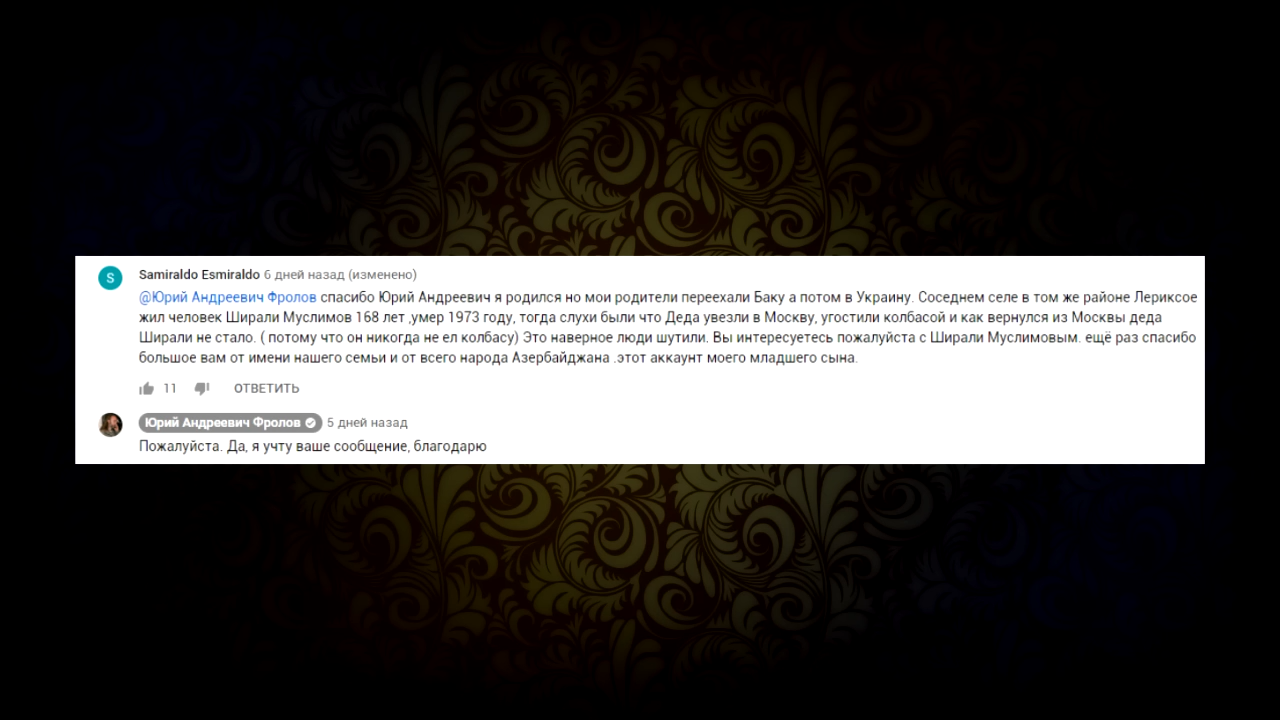 S
Samiraldo Esmiraldo 6 дней назад (изменено)
@Юрий Андреевич Фролов спасибо Юрий Андреевич я родился но мои родители переехали Баку а потом в Украину. Соседнем селе в том же районе Лериксое
жил человек Ширали Муслимов 168 лет ,умер 1973 году, тогда слухи были что Деда увезли в Москву, угостили колбасой и как вернулся из Москвы деда
Ширали не стало. ( потому что он никогда не ел колбасу) Это наверное люди шутили. Вы интересуетесь пожалуйста с Ширали Муслимовым. ещё раз спасибо
большое вам от имени нашего семьи и от всего народа Азербайджана .этот аккаунт моего младшего сына.
11 ОТВЕТИТЬ
Юрий Андреевич Фролов 5 дней назад
Пожалуйста. Да, я учту ваше сообщение, благодарю